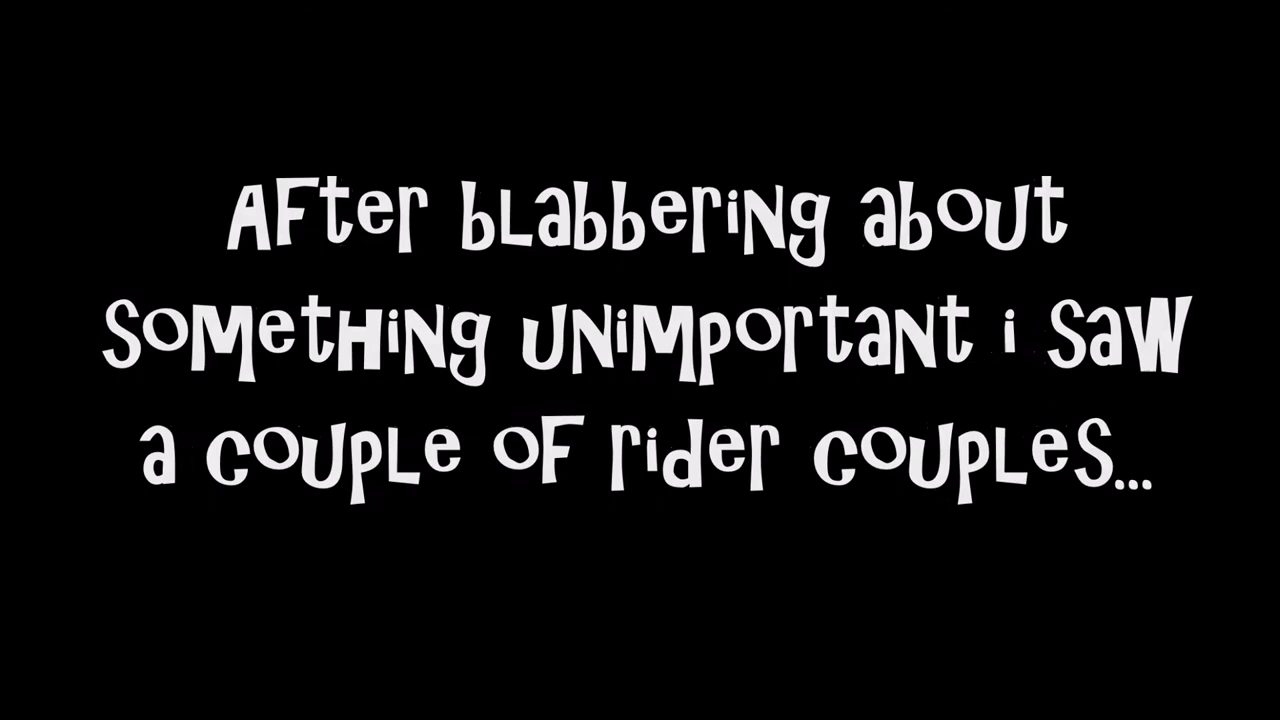 After blabbering about
something unimportant i saw
a couple of rider couples...